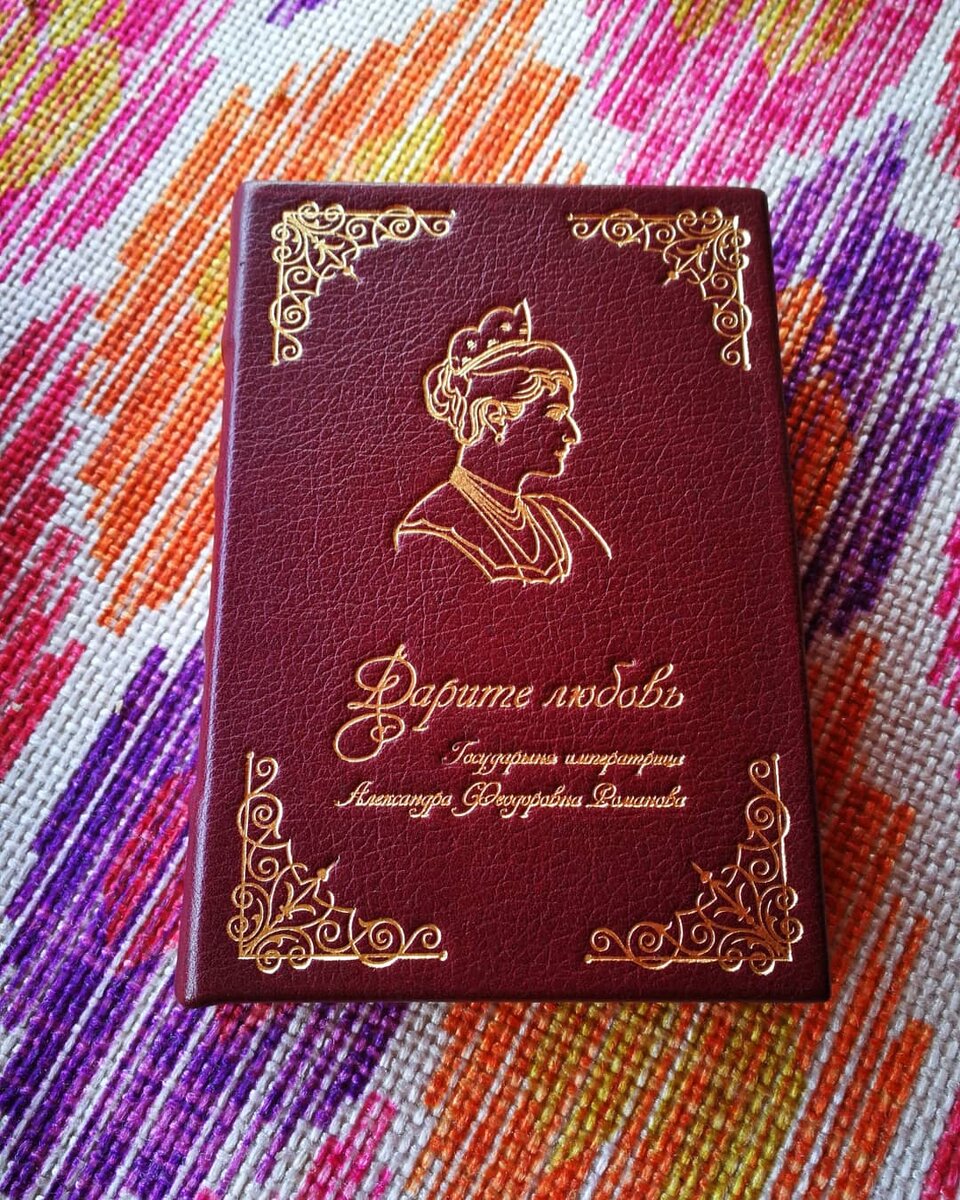 Дарите любовь
Государыня императрица
Александра Феодоровна Романова